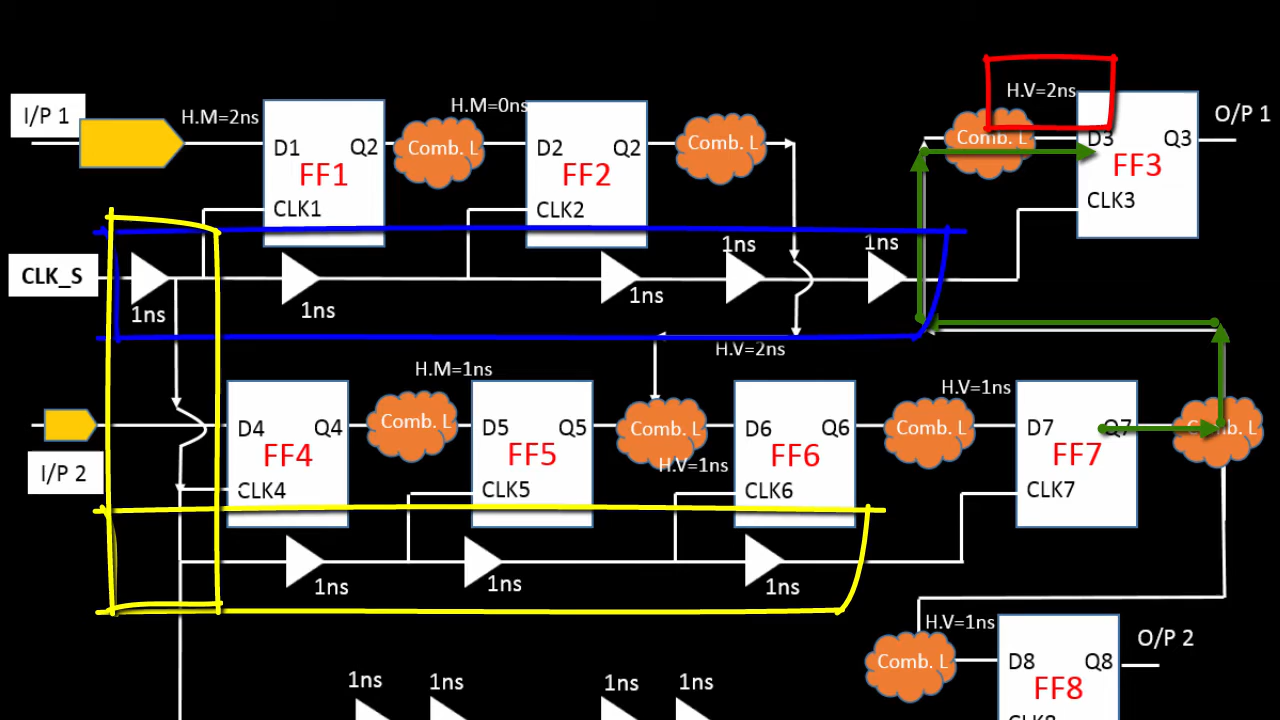 I/P 1
H.M=2ns
D1 Q2
FF1
CLK1
Comb. L
H.M=0ns
D2 Q2
FF2
CLK2
Comb. L
H.V=2ns
Comb. L
D3 Q3
FF3
CLK3
O/P 1
CLK_S
1ns
1ns
1ns
1ns
1ns
H.V=2ns
I/P 2
D4 Q4
FF4
CLK4
Comb. L
H.M=1ns
D5 Q5
FF5
CLK5
Comb. L
H.V=1ns
D6 Q6
FF6
CLK6
Comb. L
H.V=1ns
D7 Q7
FF7
CLK7
Comb. L
1ns
1ns
1ns
Comb. L
H.V=1ns
D8 Q8
FF8
O/P 2
1ns
1ns
1ns
1ns